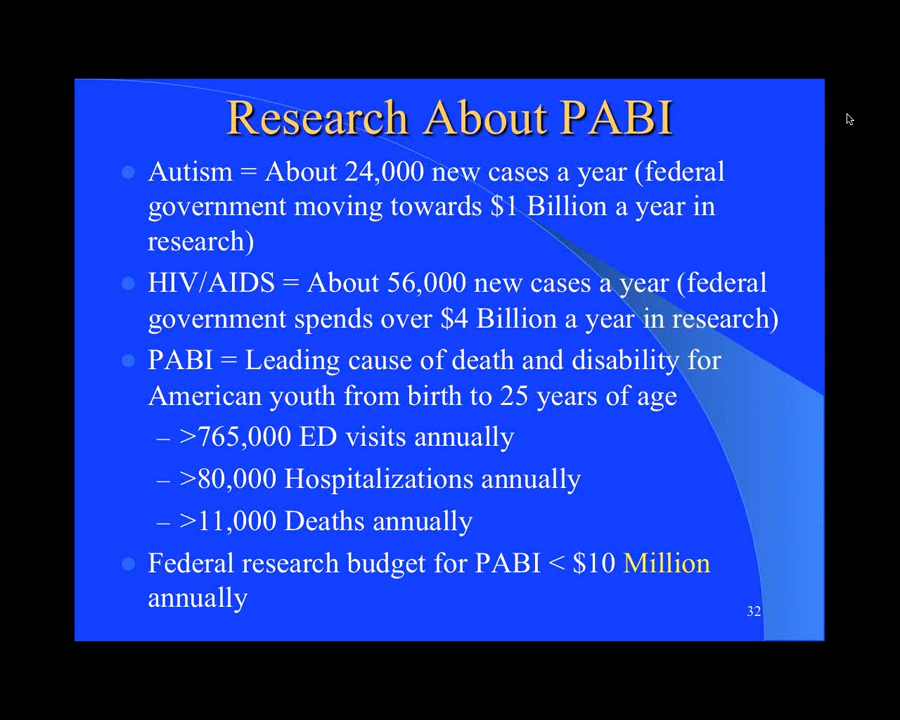 Research About PABI
Autism = About 24,000 new cases a year (federal
government moving towards $1 Billion a year in
research)
HIV/AIDS = About 56,000 new cases a year (federal
government spends over $4 Billion a year in research)
PABI = Leading cause of death and disability for
American youth from birth to 25 years of age
– >765,000 ED visits annually
– >80,000 Hospitalizations annually
– >11,000 Deaths annually
Federal research budget for PABI < $10 Million
annually
32